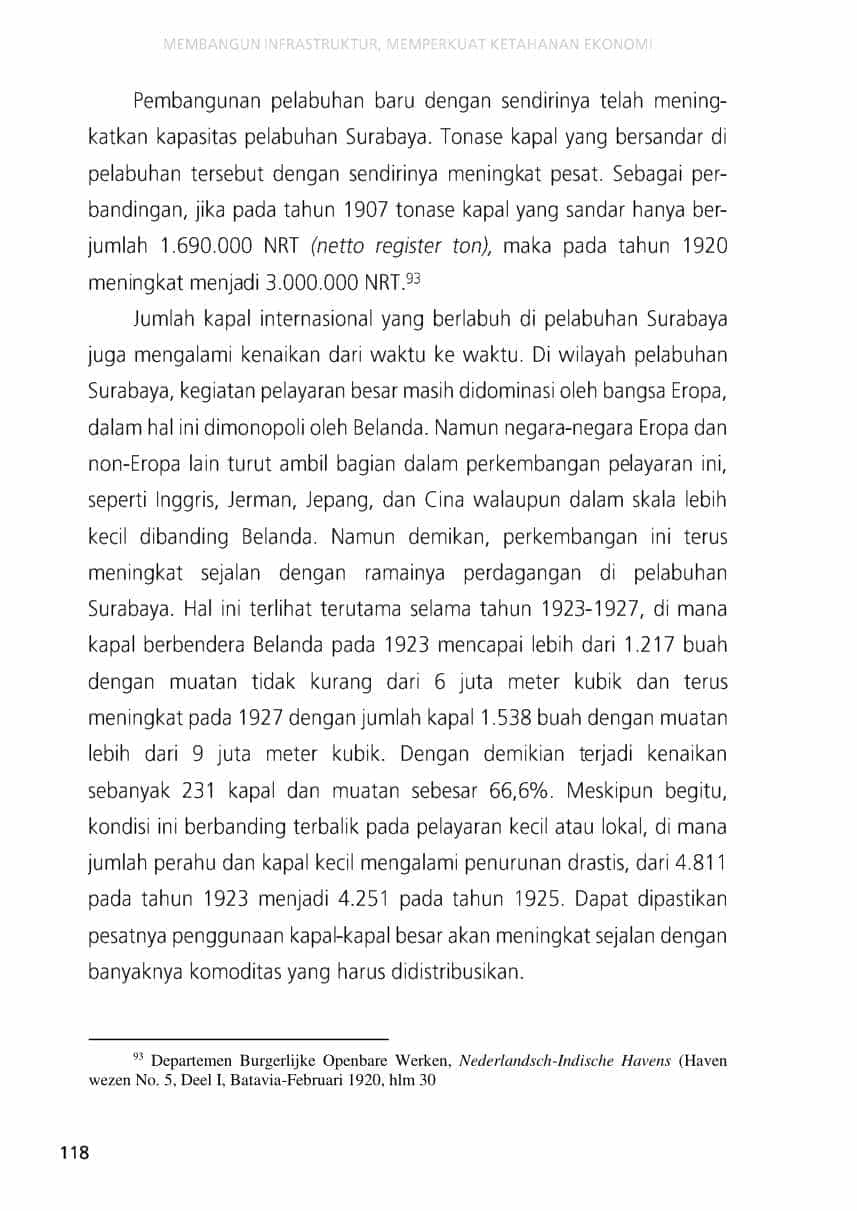 MEMBANGUN INFRASTRUKTUR, MEMPERKUAT KETAHANAN EKONOMI
Pembangunan pelabuhan baru dengan sendirinya telah mening-
katkan kapasitas pelabuhan Surabaya. Tonase kapal yang bersandar di
pelabuhan tersebut dengan sendirinya meningkat pesat. Sebagai per-
bandingan, jika pada tahun 1907 tonase kapal yang sandar hanya ber-
jumlah 1.690.000 NRT (netto register ton), maka pada tahun 1920
meningkat menjadi 3.000.000 NRT.93
Jumlah kapal internasional yang berlabuh di pelabuhan Surabaya
juga mengalami kenaikan dari waktu ke waktu. Di wilayah pelabuhan
Surabaya, kegiatan pelayaran besar masih didominasi oleh bangsa Eropa,
dalam hal ini dimonopoli oleh Belanda. Namun negara-negara Eropa dan
non-Eropa lain turut ambil bagian dalam perkembangan pelayaran ini,
seperti Inggris, Jerman, Jepang, dan Cina walaupun dalam skala lebih
kecil dibanding Belanda. Namun demikan, perkembangan ini terus
meningkat sejalan dengan ramainya perdagangan di pelabuhan
Surabaya. Hal ini terlihat terutama selama tahun 1923-1927, di mana
kapal berbendera Belanda pada 1923 mencapai lebih dari 1.217 buah
dengan muatan tidak kurang dari 6 juta meter kubik dan terus
meningkat pada 1927 dengan jumlah kapal 1.538 buah dengan muatan
lebih dari 9 juta meter kubik. Dengan demikian terjadi kenaikan
sebanyak 231 kapal dan muatan sebesar 66,6%. Meskipun begitu,
kondisi ini berbanding terbalik pada pelayaran kecil atau lokal, di mana
jumlah perahu dan kapal kecil mengalami penurunan drastis, dari 4.811
pada tahun 1923 menjadi 4.251 pada tahun 1925. Dapat dipastikan
pesatnya penggunaan kapal-kapal besar akan meningkat sejalan dengan
banyaknya komoditas yang harus didistribusikan.
93 Departemen Burgerlijke Openbare Werken, Nederlandsch-Indische Havens (Haven
wezen No. 5, Deel I, Batavia-Februari 1920, hlm 30
118